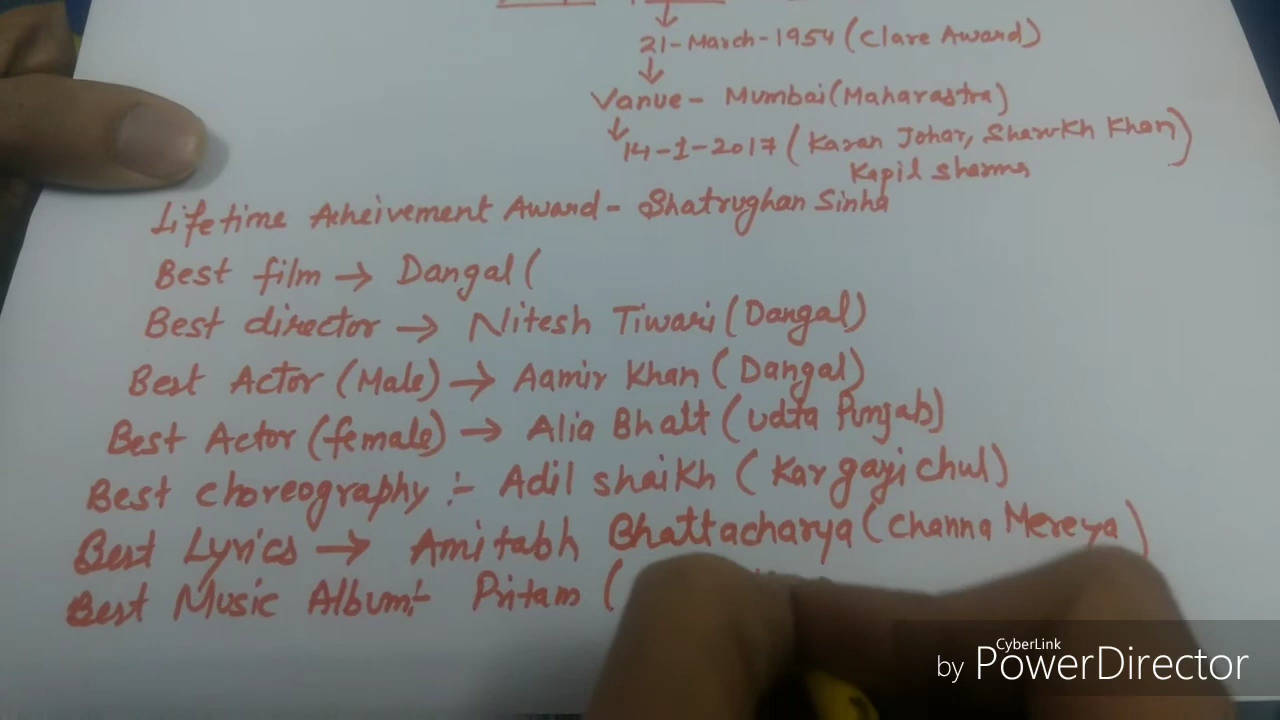 21-March-1954 (Clare Award)
Vanue- Mumbai (Maharastra)
14-1-2017 (Karan Johar, Sharukh Khan)
Kapil Sharma
Lifetime Acheivement Award - Shatrughan Sinha
Best film → Dangal (
Best director → Nitesh Tiwari (Dangal)
Best Actor (Male) → Aamir Khan (Dangal)
Best Actor (female) → Alia Bhatt (Udta Punjab)
Best choreography :- Adil shaikh (Kar gayi chul)
Best Lyrics → Amitabh Bhattacharya (Channa Mereya)
Best Music Album:- Pritam (
CyberLink
by PowerDirector